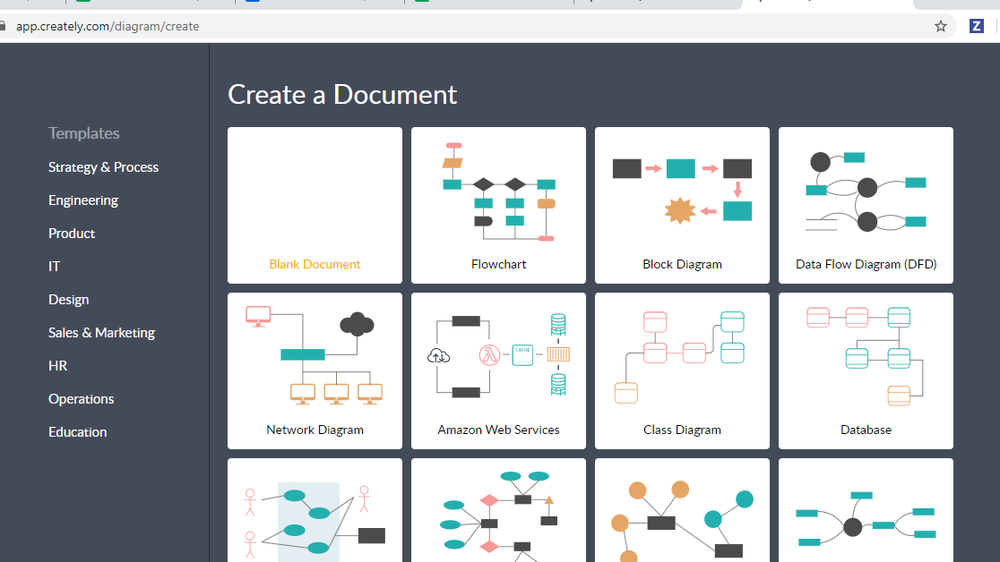 app.creately.com/diagram/create
Z
Create a Document
Templates
Strategy & Process
Engineering
Product
IT
Design
Sales & Marketing
HR
Operations
Education
Blank Document
Flowchart
Block Diagram
Data Flow Diagram (DFD)
Network Diagram
CACHE
Amazon Web Services
Class Diagram
Database